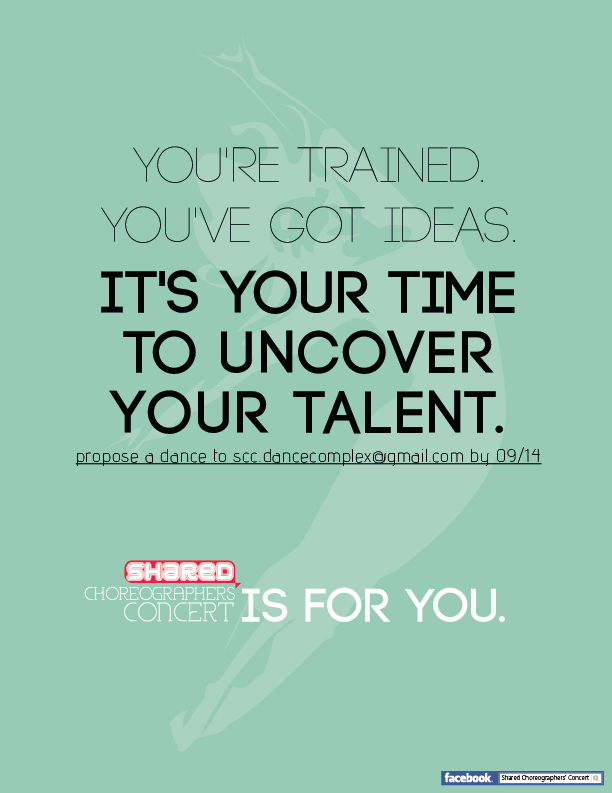 YOU'RE TRAINED.
YOU'VE GOT IDEAS.
IT'S YOUR TIME
TO UNCOVER
YOUR TALENT.
propose a dance to scc.dancecomplex@gmail.com by 09/14
SHARED
CHOREOGRAPHERS'
CONCERT IS FOR YOU.
facebook. Shared Choreographers' Concert